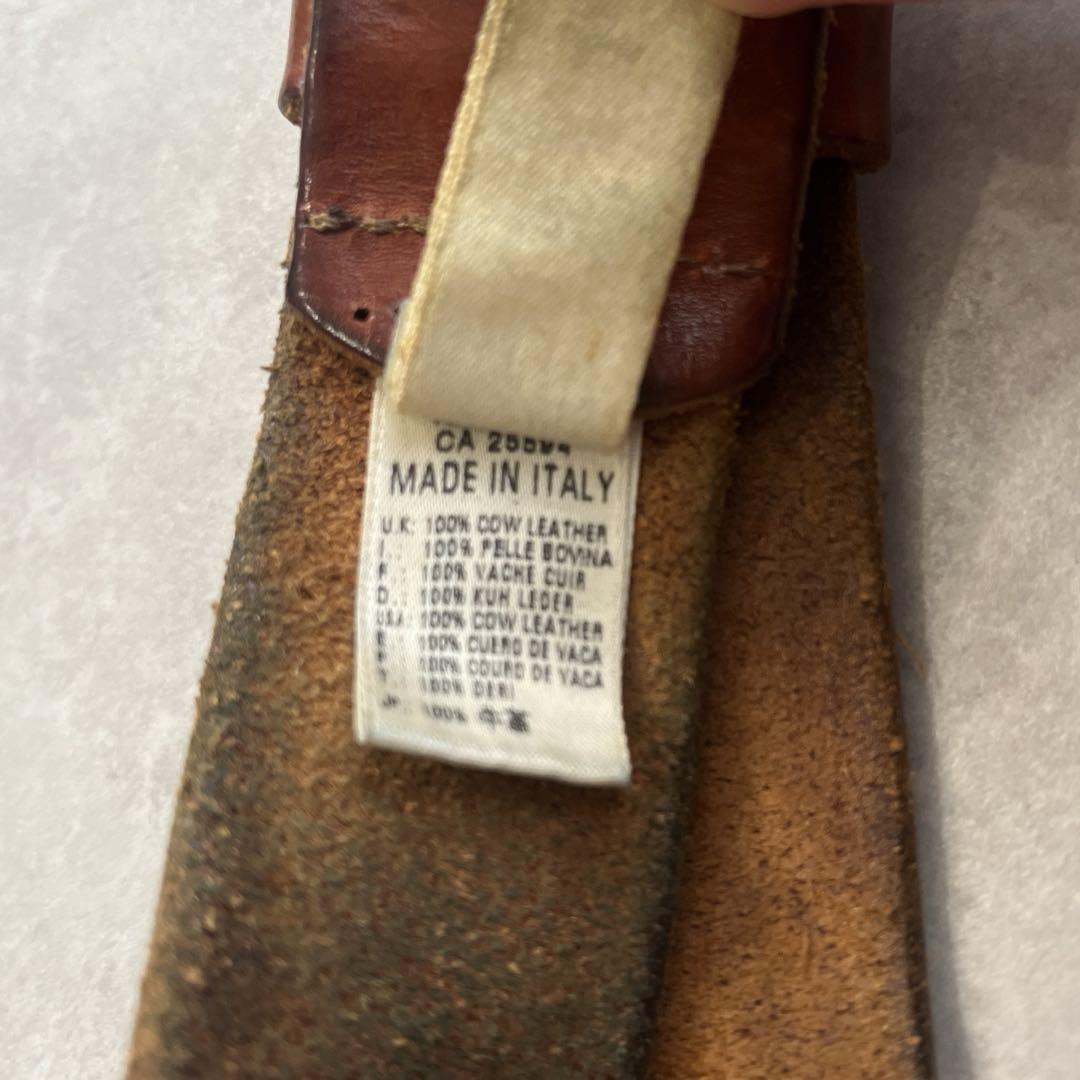 CA 25594
MADE IN ITALY
U.K: 100% COW LEATHER
I.: 100% PELLE BOVINA
F.: 100% VACHE CUIR
D.: 100% KUH LEDER
USA: 100% COW LEATHER
E.: 100% CUERO DE VACA
P.: 100% COURO DE VACA
T.: 100% DERI
JP.: 100% 牛革